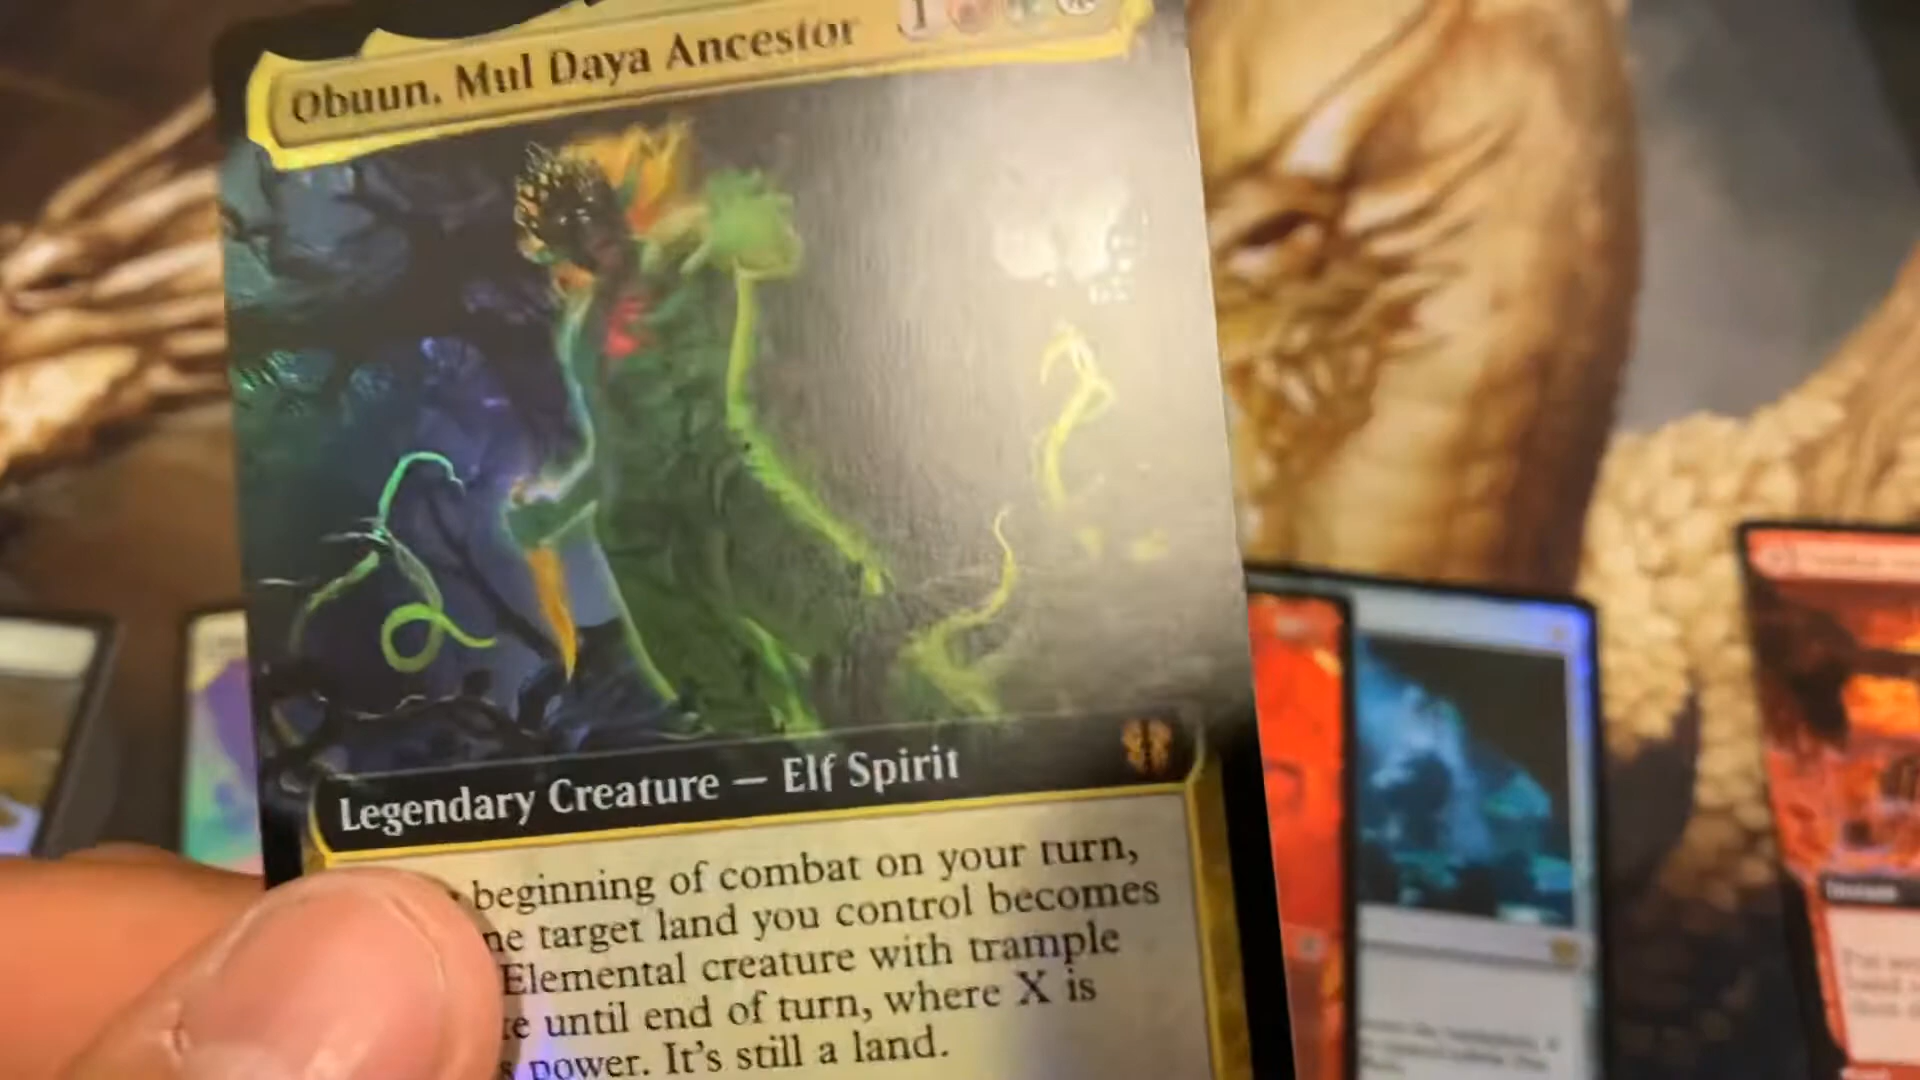 Obuun, Mul Daya Ancestor 1
Legendary Creature — Elf Spirit
beginning of combat on your turn,
target land you control becomes
Elemental creature with trample
until end of turn, where X is
power. It's still a land.